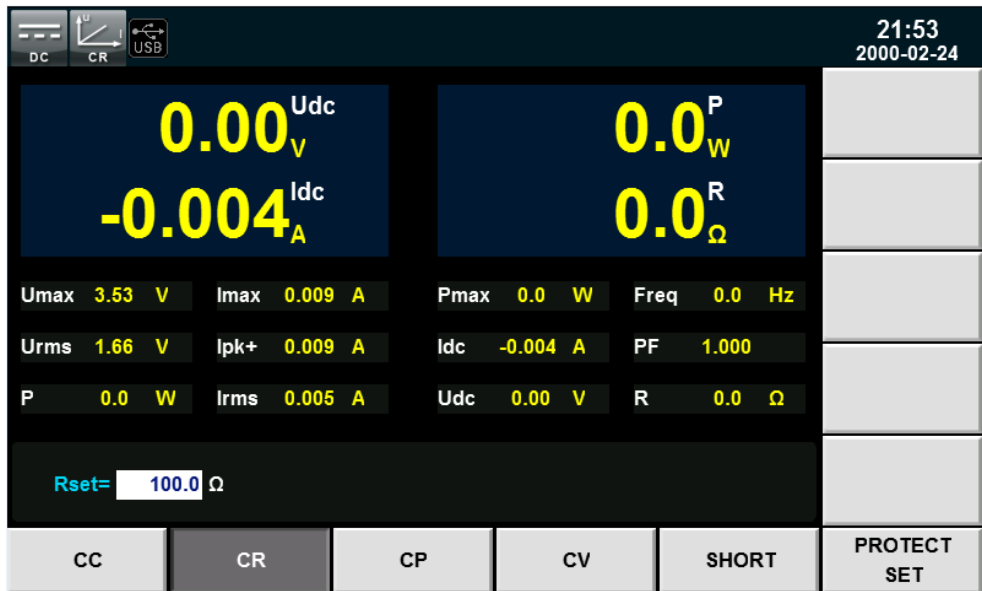 DC
U
I
CR
USB
21:53
2000-02-24
0.00 Udc V
0.0 P W
-0.004 Idc A
0.0 R Ω
Umax 3.53 V Imax 0.009 A Pmax 0.0 W Freq 0.0 Hz
Urms 1.66 V Ipk+ 0.009 A Idc -0.004 A PF 1.000
P 0.0 W Irms 0.005 A Udc 0.00 V R 0.0 Ω
Rset= 100.0 Ω
CC CR CP CV SHORT PROTECT
SET